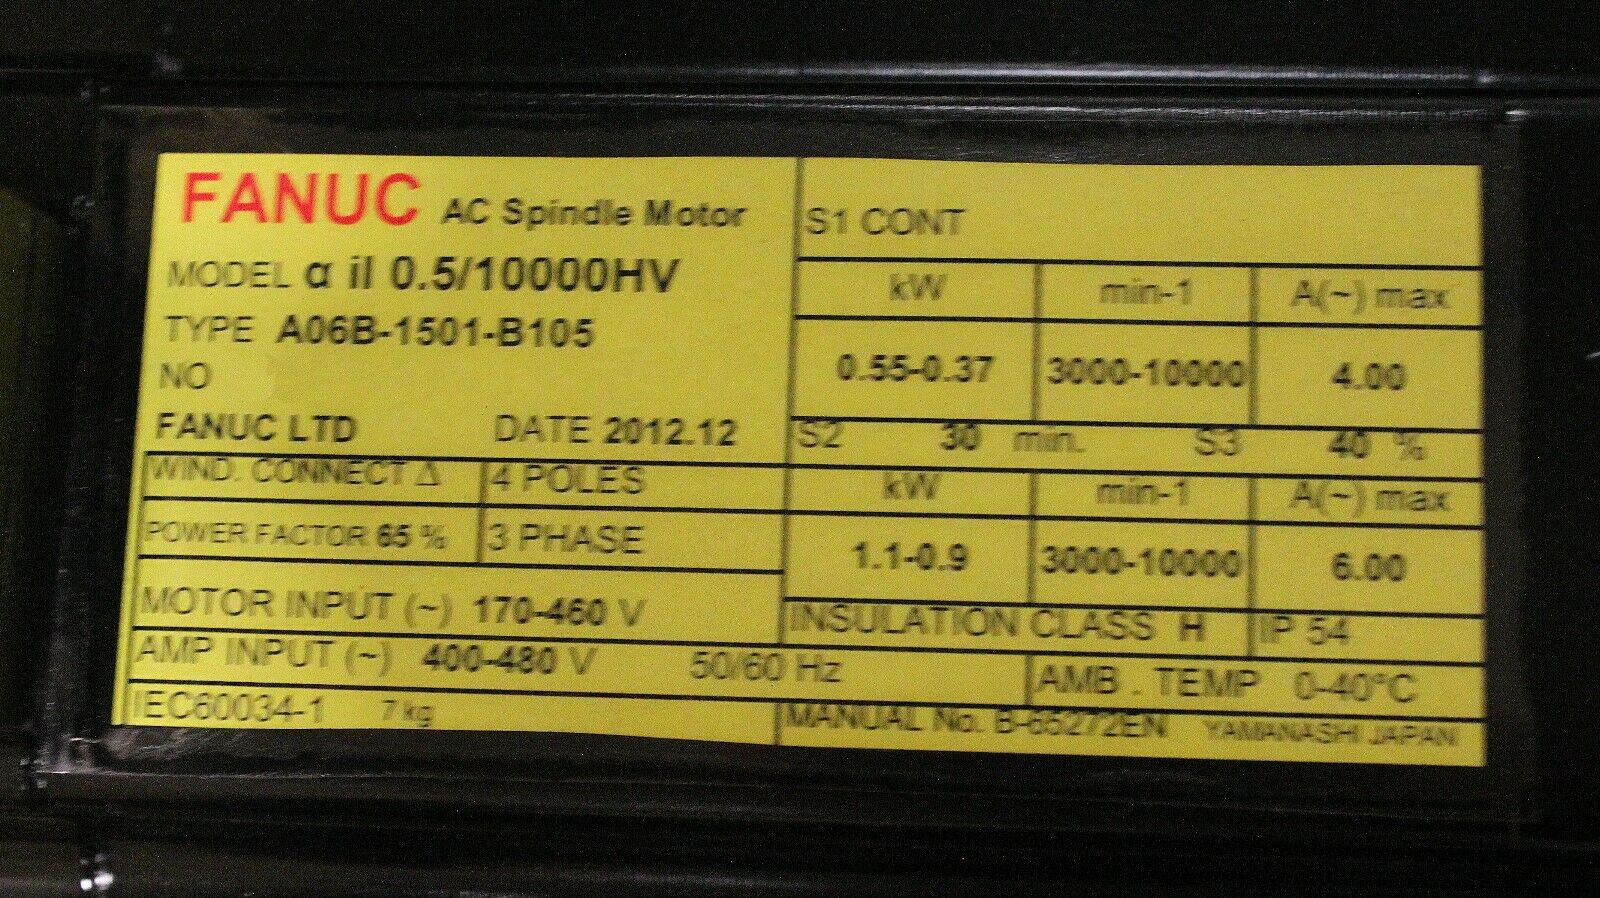 FANUC AC Spindle Motor
MODEL α iI 0.5/10000HV
TYPE A06B-1501-B105
NO
FANUC LTD DATE 2012.12
WIND. CONNECT Δ 4 POLES
POWER FACTOR 65 % 3 PHASE
MOTOR INPUT (~) 170-460 V
AMP INPUT (~) 400-480 V 50/60 Hz
IEC60034-1 7 kg
S1 CONT
kW min-1 A(~) max
0.55-0.37 3000-10000 4.00
S2 30 min. S3 40 %
kW min-1 A(~) max
1.1-0.9 3000-10000 6.00
INSULATION CLASS H IP 54
AMB . TEMP 0-40°C
MANUAL No. B-65272EN YAMANASHI JAPAN